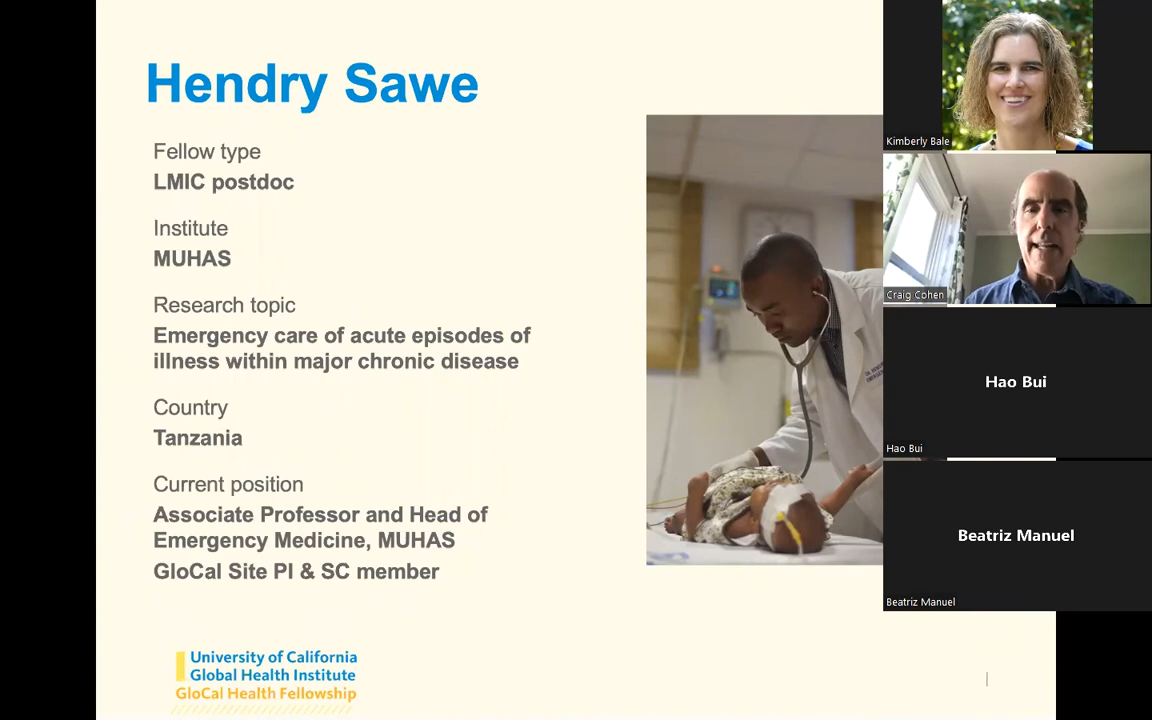 Hendry Sawe
Fellow type
LMIC postdoc
Institute
MUHAS
Research topic
Emergency care of acute episodes of
illness within major chronic disease
Country
Tanzania
Current position
Associate Professor and Head of
Emergency Medicine, MUHAS
GloCal Site PI & SC member
University of California
Global Health Institute
GloCal Health Fellowship
Kimberly Bale
Craig Cohen
Hao Bui
Hao Bui
Beatriz Manuel
Beatriz Manuel